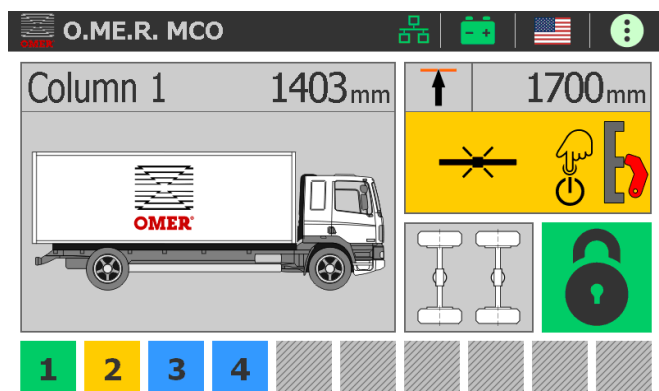 OMER O.ME.R. MCO - +
Column 1 1403mm
1700mm
OMER®
1 2 3 4